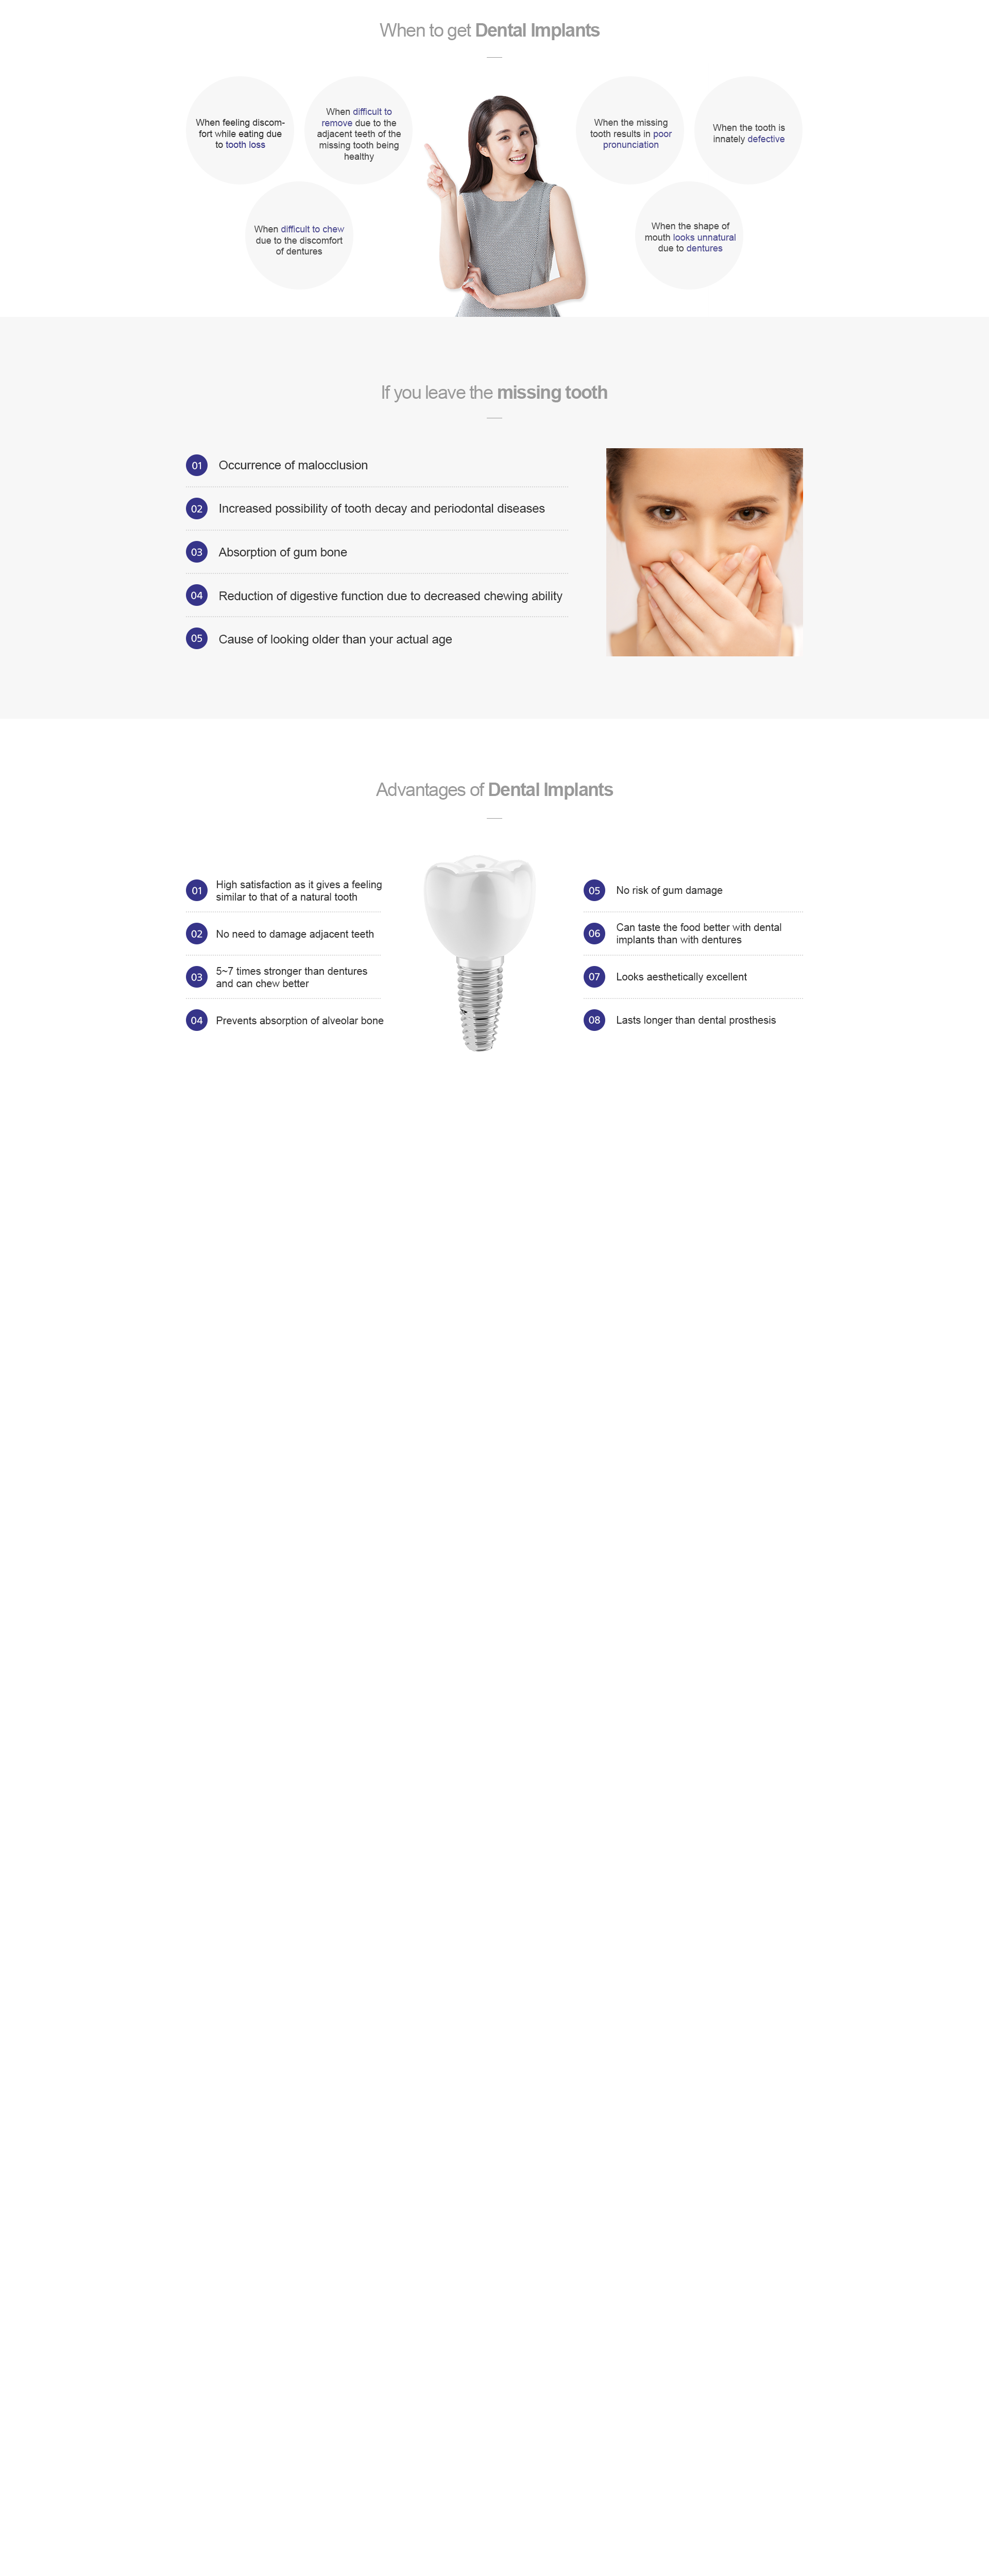 When to get Dental Implants
When feeling discom-
fort while eating due
to tooth loss
When difficult to
remove due to the
adjacent teeth of the
missing tooth being
healthy
When difficult to chew
due to the discomfort
of dentures
When the missing
tooth results in poor
pronunciation
When the tooth is
innately defective
When the shape of
mouth looks unnatural
due to dentures
If you leave the missing tooth
01 Occurrence of malocclusion
02 Increased possibility of tooth decay and periodontal diseases
03 Absorption of gum bone
04 Reduction of digestive function due to decreased chewing ability
05 Cause of looking older than your actual age
Advantages of Dental Implants
01 High satisfaction as it gives a feeling
similar to that of a natural tooth
02 No need to damage adjacent teeth
03 5~7 times stronger than dentures
and can chew better
04 Prevents absorption of alveolar bone
05 No risk of gum damage
06 Can taste the food better with dental
implants than with dentures
07 Looks aesthetically excellent
08 Lasts longer than dental prosthesis